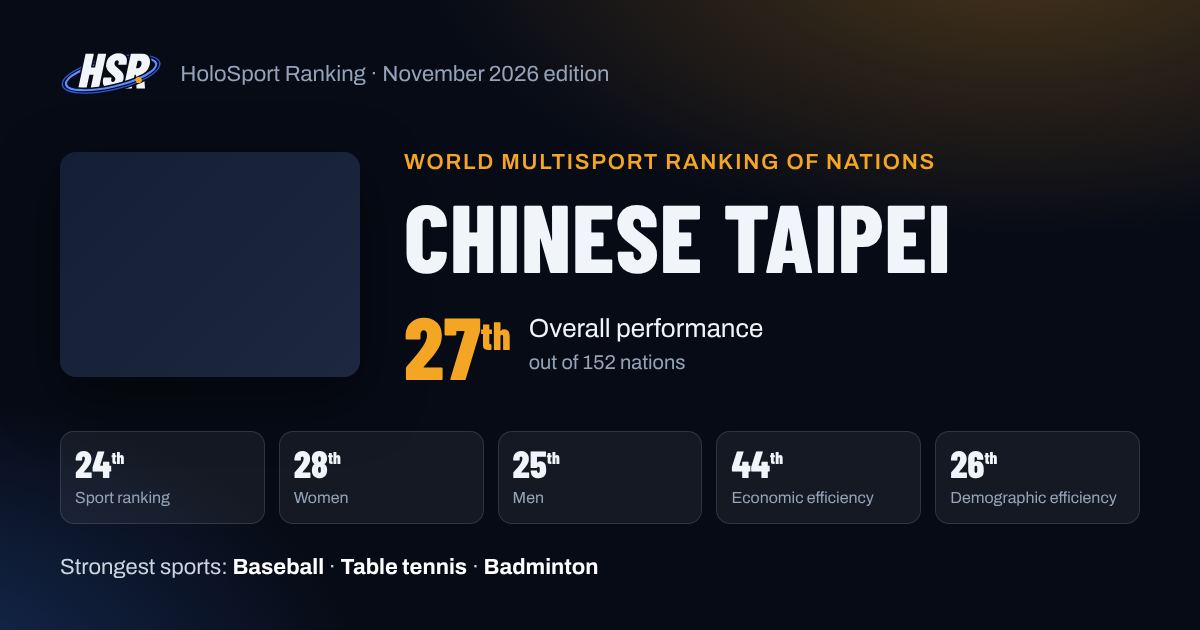 HSR
HoloSport Ranking · November 2026 edition
WORLD MULTISPORT RANKING OF NATIONS
CHINESE TAIPEI
27th
Overall performance
out of 152 nations
24th
Sport ranking
28th
Women
25th
Men
44th
Economic efficiency
26th
Demographic efficiency
Strongest sports: Baseball · Table tennis · Badminton